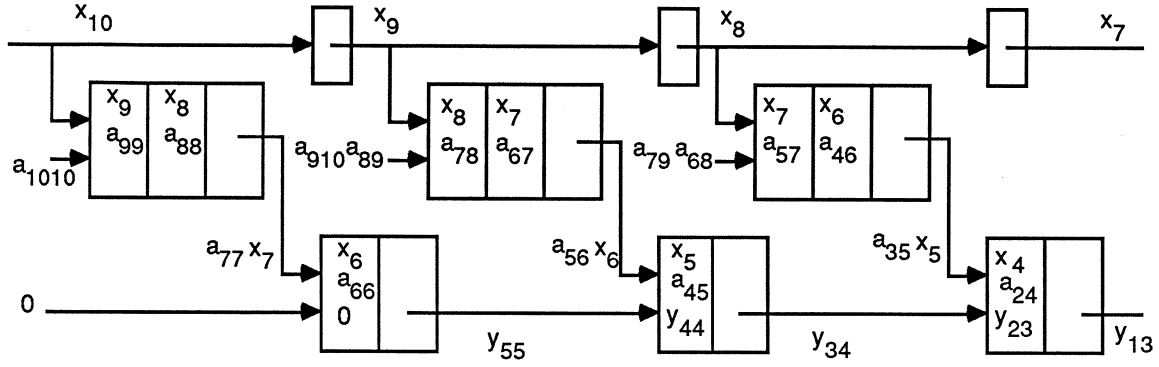 x10 x9 x8 x7
x9 x8 x8 x7 x7 x6
a99 a88 a78 a67 a57 a46
a1010 a910 a89 a79 a68
a77 x7 a56 x6 a35 x5
x6 x5 x4
a66 a45 a24
0 0 y44 y23
y55 y34 y13